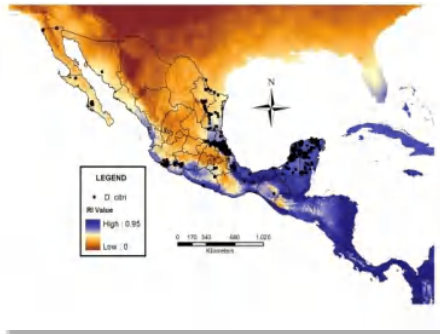 N
LEGEND
D. citri
RI Value
High : 0.95
Low : 0
0 170 340 680 1,020
Kilometers